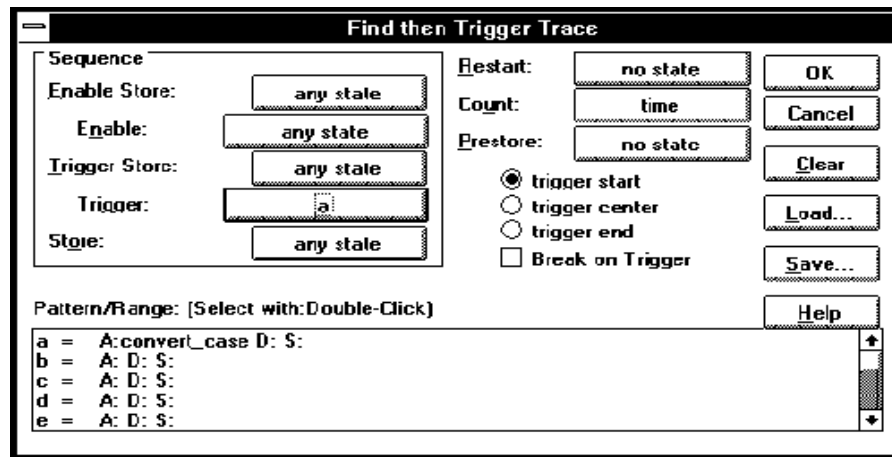 Find then Trigger Trace
Sequence
Enable Store: any state
Enable: any state
Trigger Store: any state
Trigger: a
Store: any state
Restart: no state
Count: time
Prestore: no state
trigger start
trigger center
trigger end
Break on Trigger
OK
Cancel
Clear
Load...
Save...
Help
Pattern/Range: [Select with:Double-Click]
a = A:convert_case D: S:
b = A: D: S:
c = A: D: S:
d = A: D: S:
e = A: D: S: